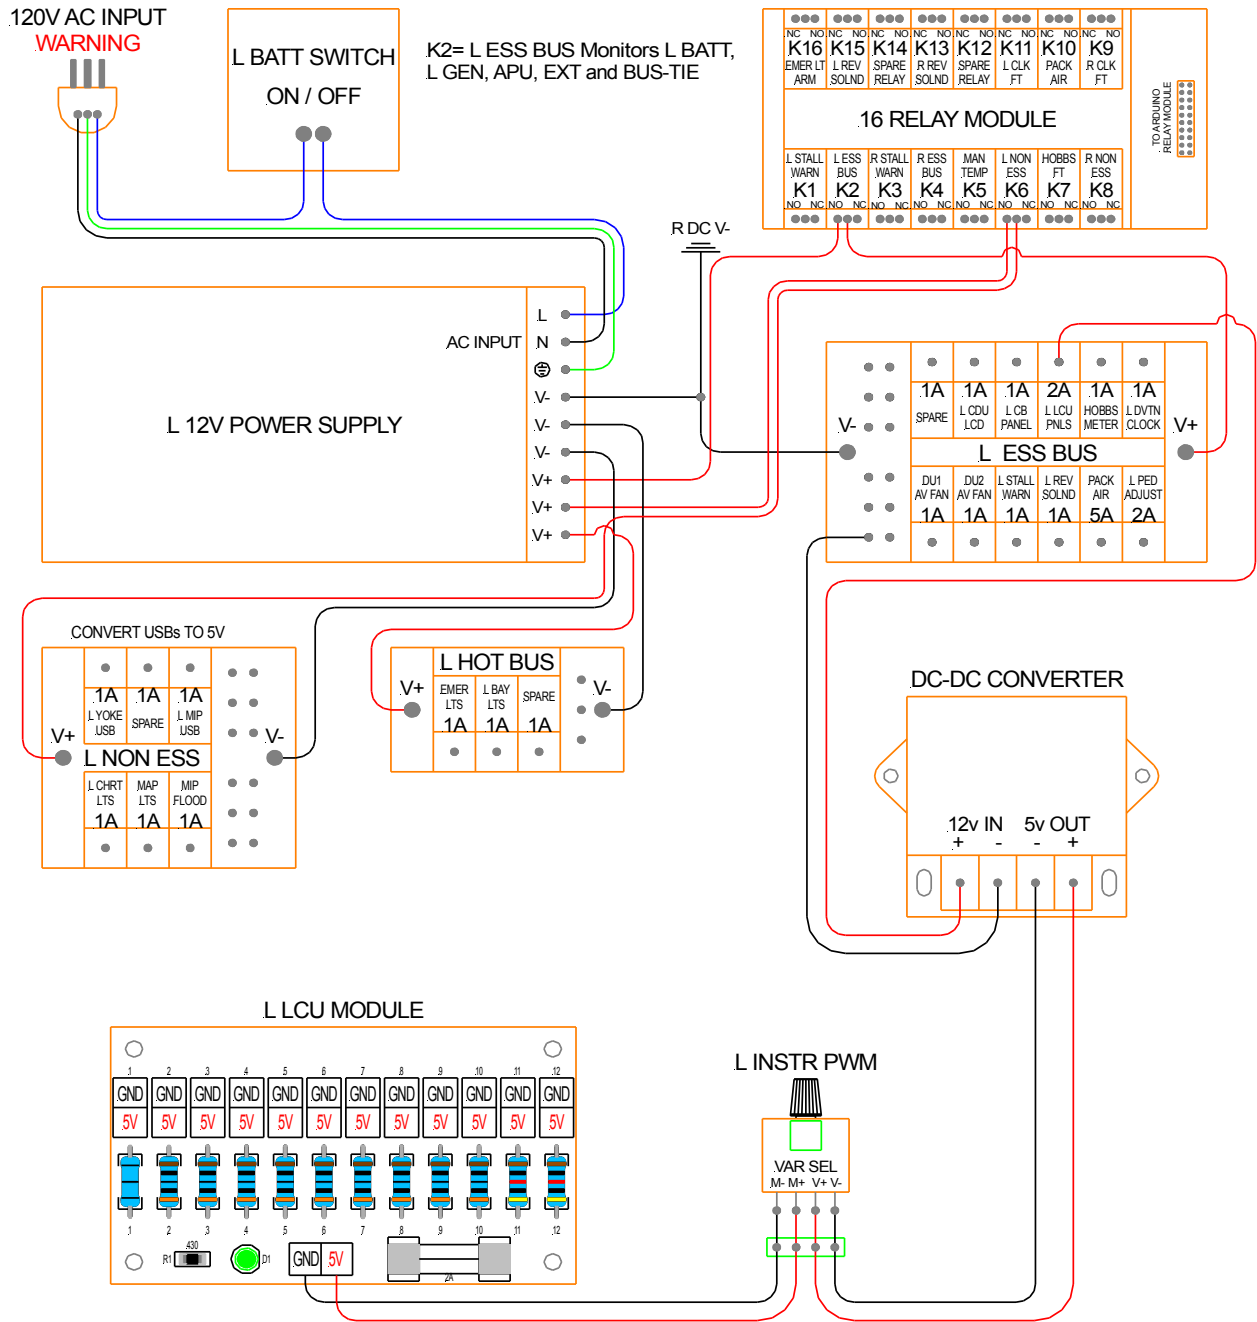 120V AC INPUT
WARNING
L BATT SWITCH
ON / OFF
K2= L ESS BUS Monitors L BATT,
L GEN, APU, EXT and BUS-TIE
NC NO NC NO NC NO NC NO NC NO NC NO NC NO NC NO
K16 K15 K14 K13 K12 K11 K10 K9
EMER LT L REV SPARE R REV SPARE L CLK PACK R CLK
ARM SOLND RELAY SOLND RELAY FT AIR FT
16 RELAY MODULE
TO ARDUINO
RELAY MODULE
L STALL L ESS R STALL R ESS MAN L NON HOBBS R NON
WARN BUS WARN BUS TEMP ESS FT ESS
K1 K2 K3 K4 K5 K6 K7 K8
NO NC NO NC NO NC NO NC NO NC NO NC NO NC NO NC
R DC V-
L 12V POWER SUPPLY
AC INPUT
L
N
V-
V-
V-
V+
V+
V+
1A 1A 1A 2A 1A 1A
SPARE L CDU L CB L LCU HOBBS L DVTN
LCD PANEL PNLS METER CLOCK
V-
V+
L ESS BUS
DU1 DU2 L STALL L REV PACK L PED
AV FAN AV FAN WARN SOLND AIR ADJUST
1A 1A 1A 1A 5A 2A
CONVERT USBs TO 5V
1A 1A 1A
L YOKE SPARE L MIP
USB USB
V+
V-
L NON ESS
L CHRT MAP MIP
LTS LTS FLOOD
1A 1A 1A
L HOT BUS
V+
V-
EMER L BAY SPARE
LTS LTS
1A 1A 1A
DC-DC CONVERTER
12v IN 5v OUT
+ - - +
L LCU MODULE
1 2 3 4 5 6 7 8 9 10 11 12
GND GND GND GND GND GND GND GND GND GND GND GND
5V 5V 5V 5V 5V 5V 5V 5V 5V 5V 5V 5V
1 2 3 4 5 6 7 8 9 10 11 12
430
R1
D1
GND 5V
2A
L INSTR PWM
VAR SEL
M- M+ V+ V-